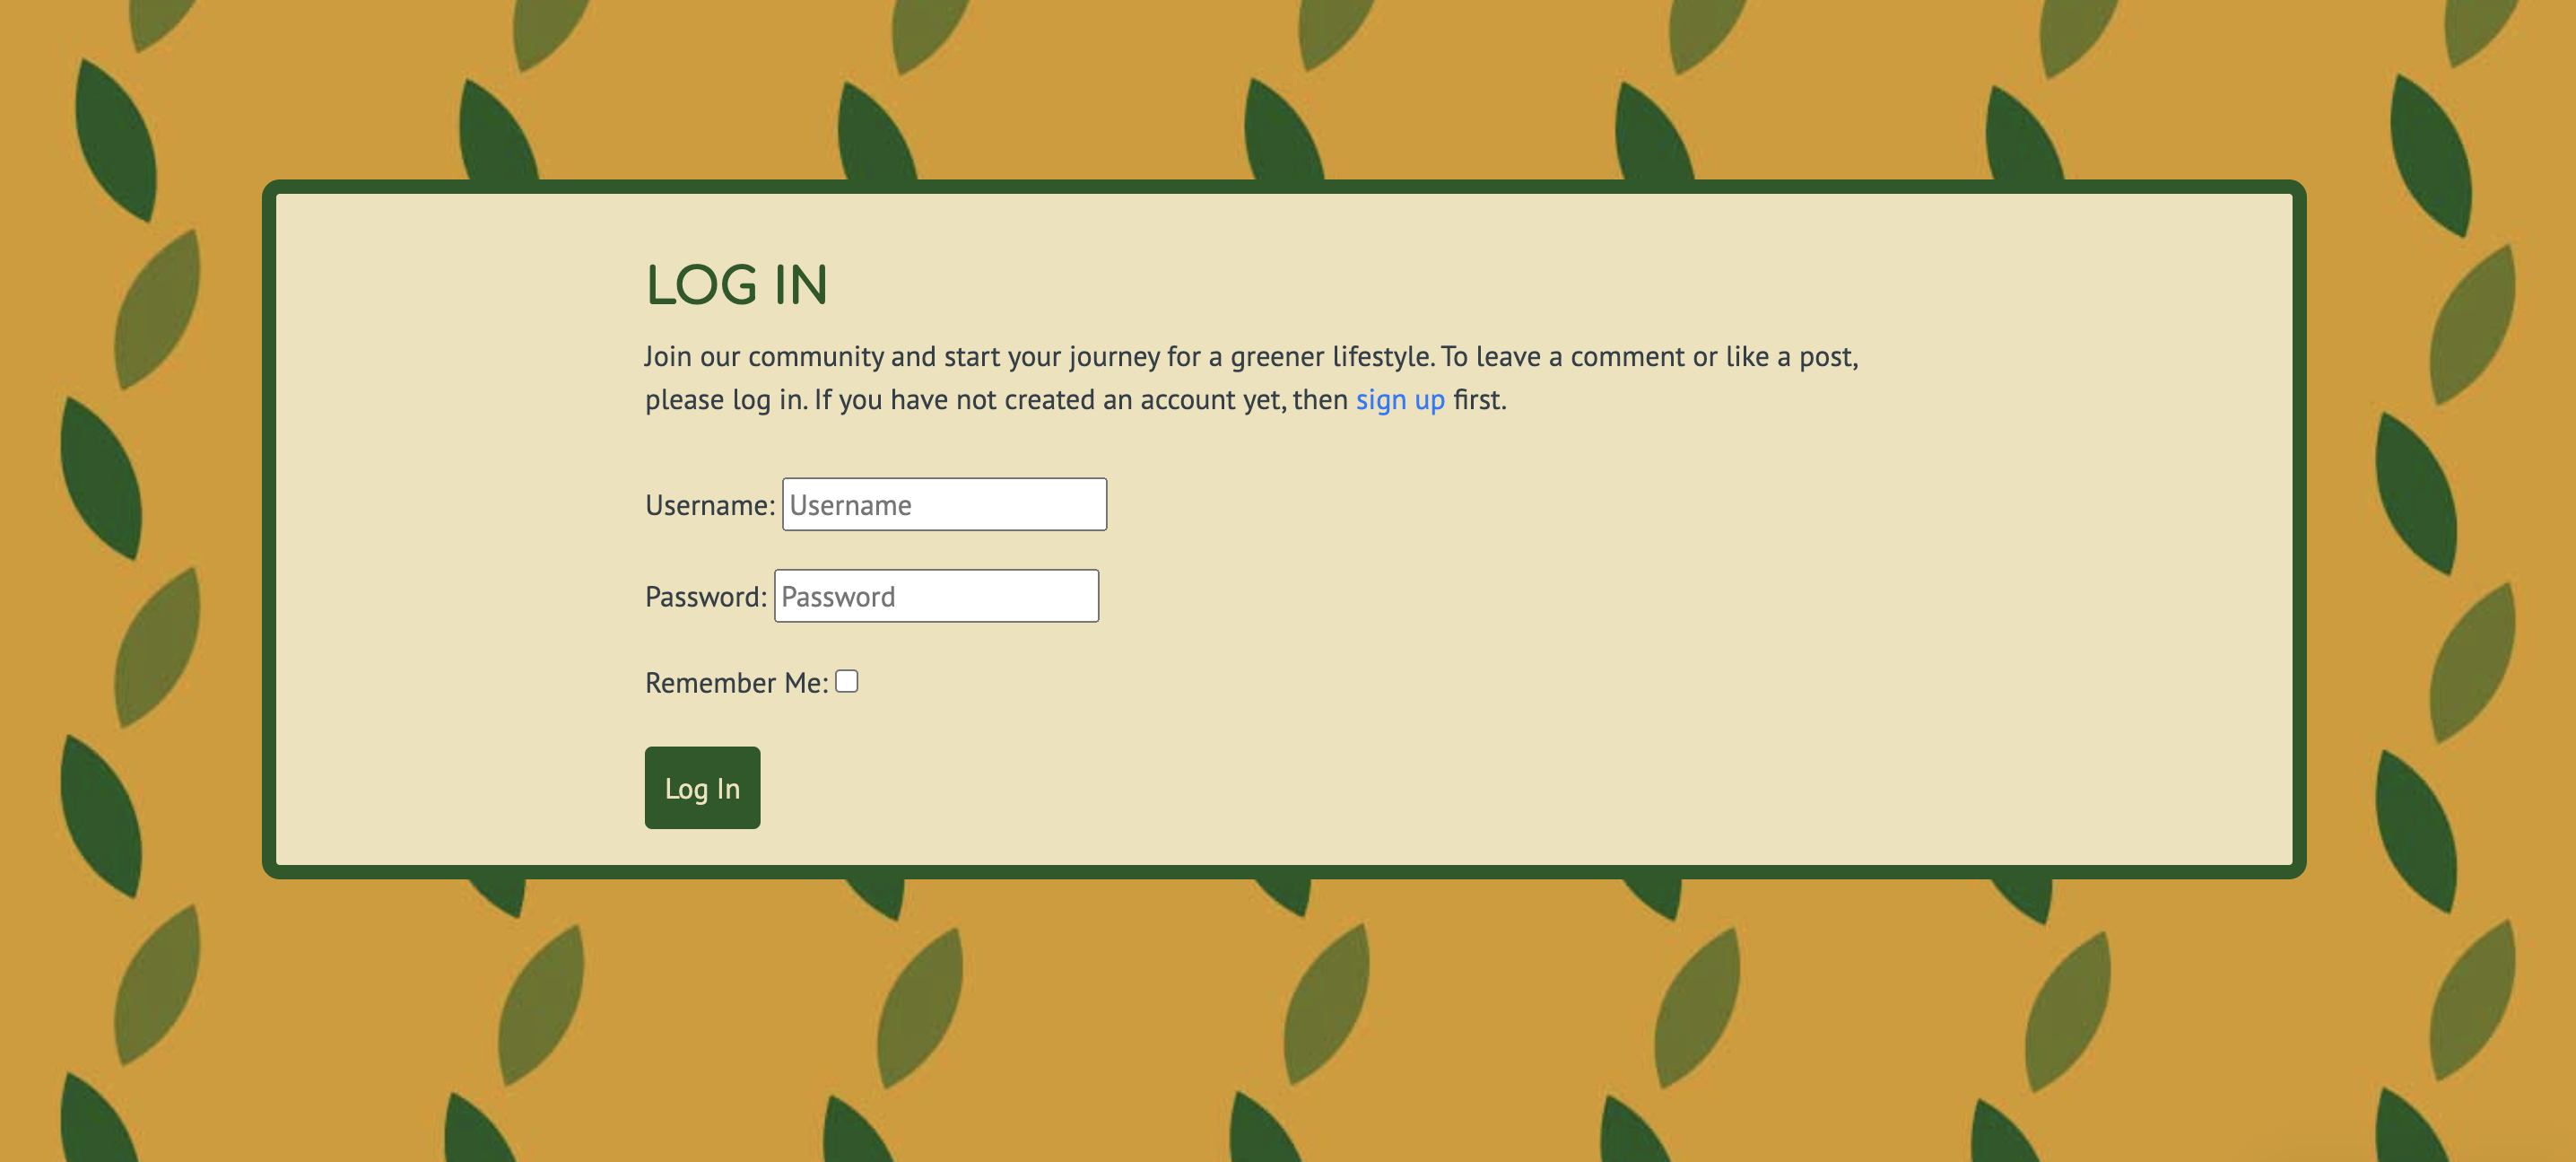 LOG IN
Join our community and start your journey for a greener lifestyle. To leave a comment or like a post,
please log in. If you have not created an account yet, then sign up first.
Username: Username
Password: Password
Remember Me:
Log In